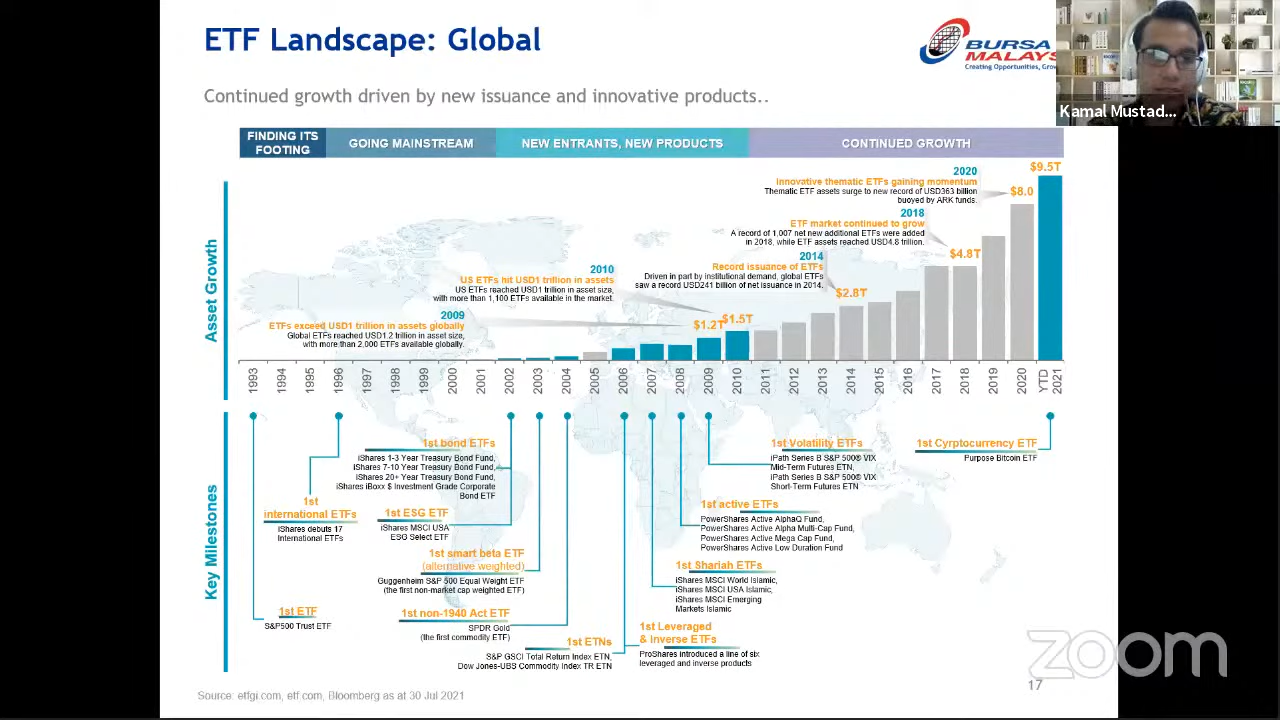 ETF Landscape: Global
BURSA
MALAYS
Creating Opportunities, Grow
Kamal Mustad...
Continued growth driven by new issuance and innovative products..
FINDING ITS
FOOTING
GOING MAINSTREAM
NEW ENTRANTS, NEW PRODUCTS
CONTINUED GROWTH
Asset Growth
$9.5T
2020
Innovative thematic ETFs gaining momentum
Thematic ETF assets surge to new record of USD363 billion
buoyed by ARK funds.
$8.0
2018
ETF market continued to grow
A record of 1,007 net new additional ETFs were added
in 2018, while ETF assets reached USD4.8 trillion.
$4.8T
2014
Record issuance of ETFs
Driven in part by institutional demand, global ETFs
saw a record USD241 billion of net issuance in 2014.
$2.8T
2010
US ETFs hit USD1 trillion in assets
US ETFs reached USD1 trillion in asset size,
with more than 1,100 ETFs available in the market.
$1.5T
2009
ETFs exceed USD1 trillion in assets globally
Global ETFs reached USD1.2 trillion in asset size,
with more than 2,000 ETFs available globally.
$1.2T
1993
1994
1995
1996
1997
1998
1999
2000
2001
2002
2003
2004
2005
2006
2007
2008
2009
2010
2011
2012
2013
2014
2015
2016
2017
2018
2019
2020
YTD
2021
Key Milestones
1st ETF
S&P500 Trust ETF
1st
international ETFs
iShares debuts 17
International ETFs
1st bond ETFs
iShares 1-3 Year Treasury Bond Fund,
iShares 7-10 Year Treasury Bond Fund,
iShares 20+ Year Treasury Bond Fund,
iShares iBoxx $ Investment Grade Corporate
Bond ETF
1st ESG ETF
iShares MSCI USA
ESG Select ETF
1st smart beta ETF
(alternative weighted)
Guggenheim S&P 500 Equal Weight ETF
(the first non-market cap weighted ETF)
1st non-1940 Act ETF
SPDR Gold
(the first commodity ETF)
1st ETNs
S&P GSCI Total Return Index ETN,
Dow Jones-UBS Commodity Index TR ETN
1st Leveraged
& Inverse ETFs
ProShares introduced a line of six
leveraged and inverse products
1st Shariah ETFs
iShares MSCI World Islamic,
iShares MSCI USA Islamic,
iShares MSCI Emerging
Markets Islamic
1st active ETFs
PowerShares Active AlphaQ Fund,
PowerShares Active Alpha Multi-Cap Fund,
PowerShares Active Mega Cap Fund,
PowerShares Active Low Duration Fund
1st Volatility ETFs
iPath Series B S&P 500® VIX
Mid-Term Futures ETN,
iPath Series B S&P 500® VIX
Short-Term Futures ETN
1st Cyrptocurrency ETF
Purpose Bitcoin ETF
zoom
17
Source: etfgi.com, etf.com, Bloomberg as at 30 Jul 2021